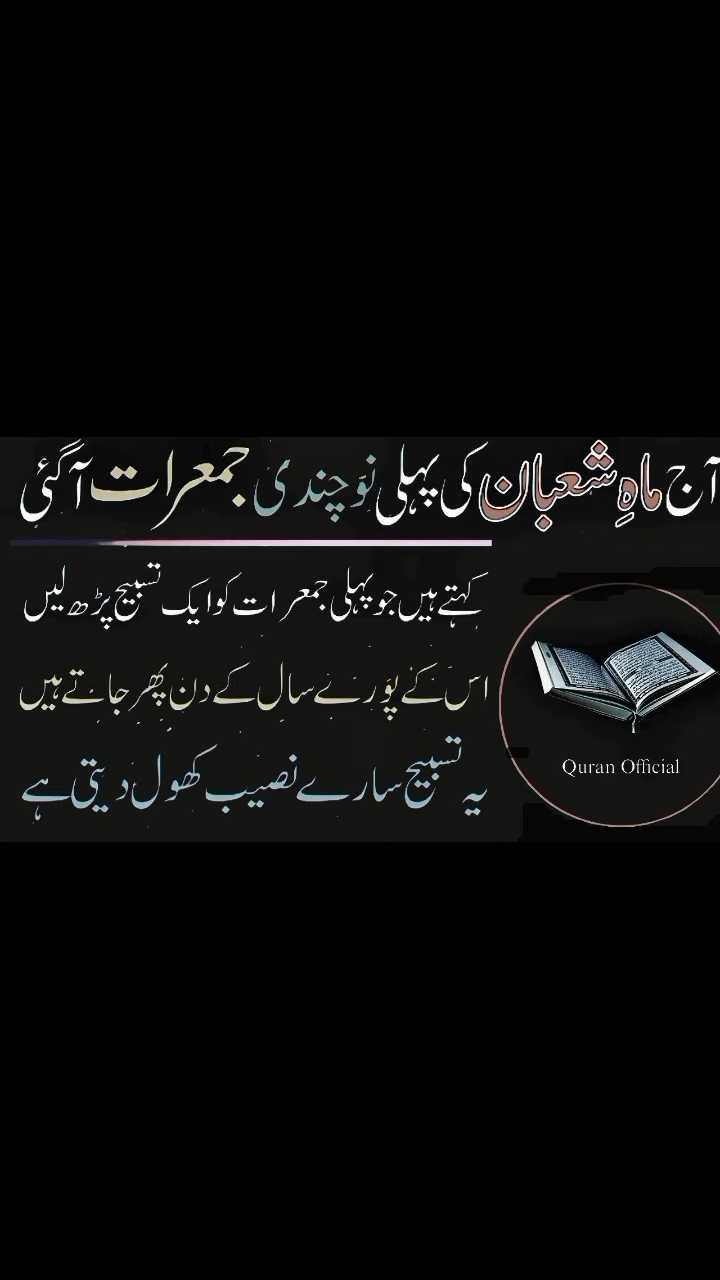 آج ماہِ شعبان کی پہلی نوچندی جمعرات آگئی
کہتے ہیں جو پہلی جمعرات کو ایک تسبیح پڑھ لیں
اس کے پورے سال کے دن پھر جاتے ہیں
یہ تسبیح سارے نصیب کھول دیتی ہے
Quran Official